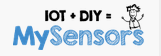 IOT + DIY =
MySensors